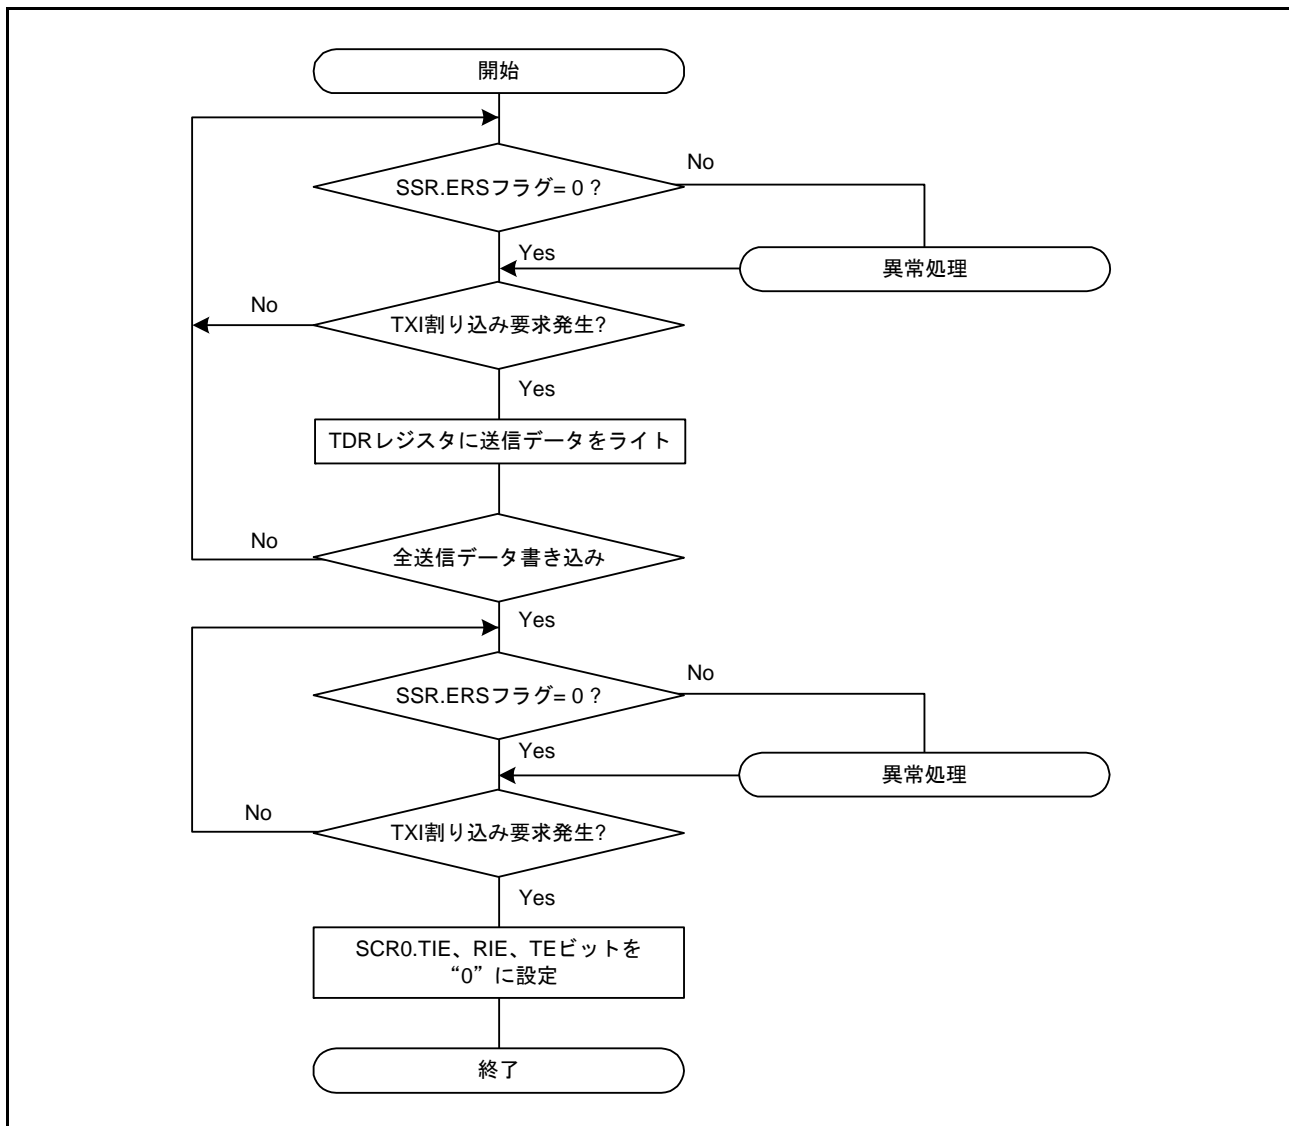 開始
SSR.ERSフラグ= 0 ?
No
Yes
異常処理
No
TXI割り込み要求発生?
Yes
TDRレジスタに送信データをライト
No
全送信データ書き込み
Yes
SSR.ERSフラグ= 0 ?
No
Yes
異常処理
No
TXI割り込み要求発生?
Yes
SCR0.TIE、RIE、TEビットを
“0”に設定
終了